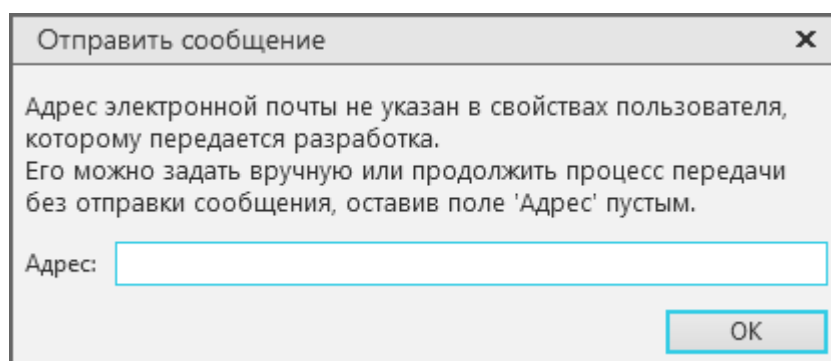 Отправить сообщение
Адрес электронной почты не указан в свойствах пользователя,
которому передается разработка.
Его можно задать вручную или продолжить процесс передачи
без отправки сообщения, оставив поле 'Адрес' пустым.
Адрес:
ОК